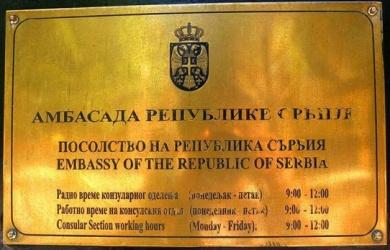 АМБАСАДА РЕПУБЛИКЕ СРБИЈЕ
ПОСОЛСТВО НА РЕПУБЛИКА СЪРБИЯ
EMBASSY OF THE REPUBLIC OF SERBIA
Радно време конзуларног оделења (понедељак - петак) 9:00 - 12:00
Работно време на консулския отдел (понеделник - петак) 9:00 - 12:00
Consular Section working hours (Monday - Friday): 9:00 - 12:00